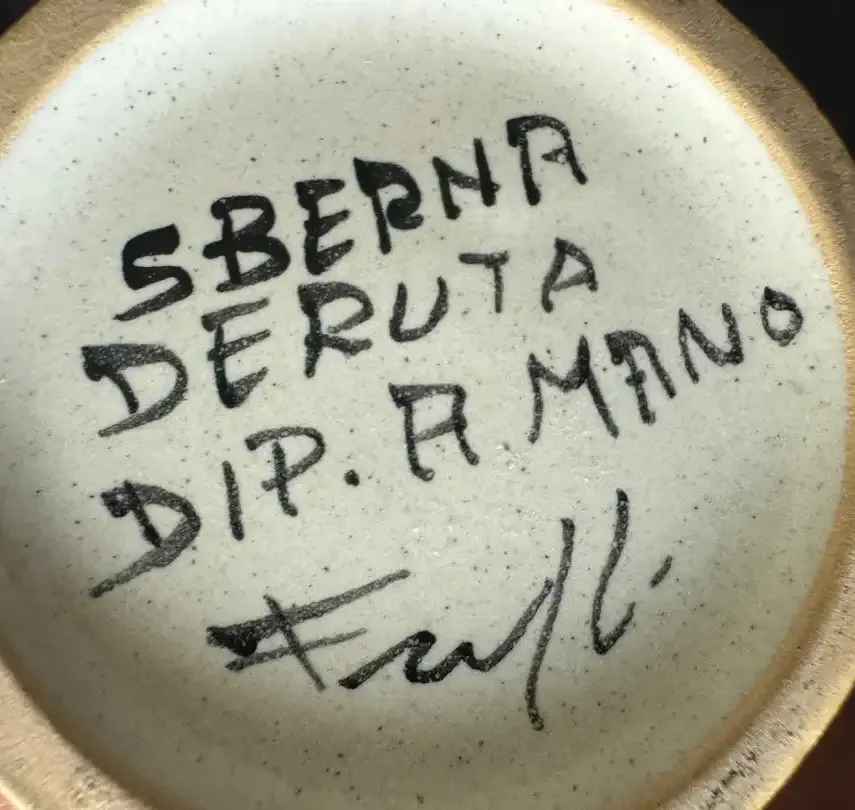 SBERNA
DERUTA
DIP. A. MANO